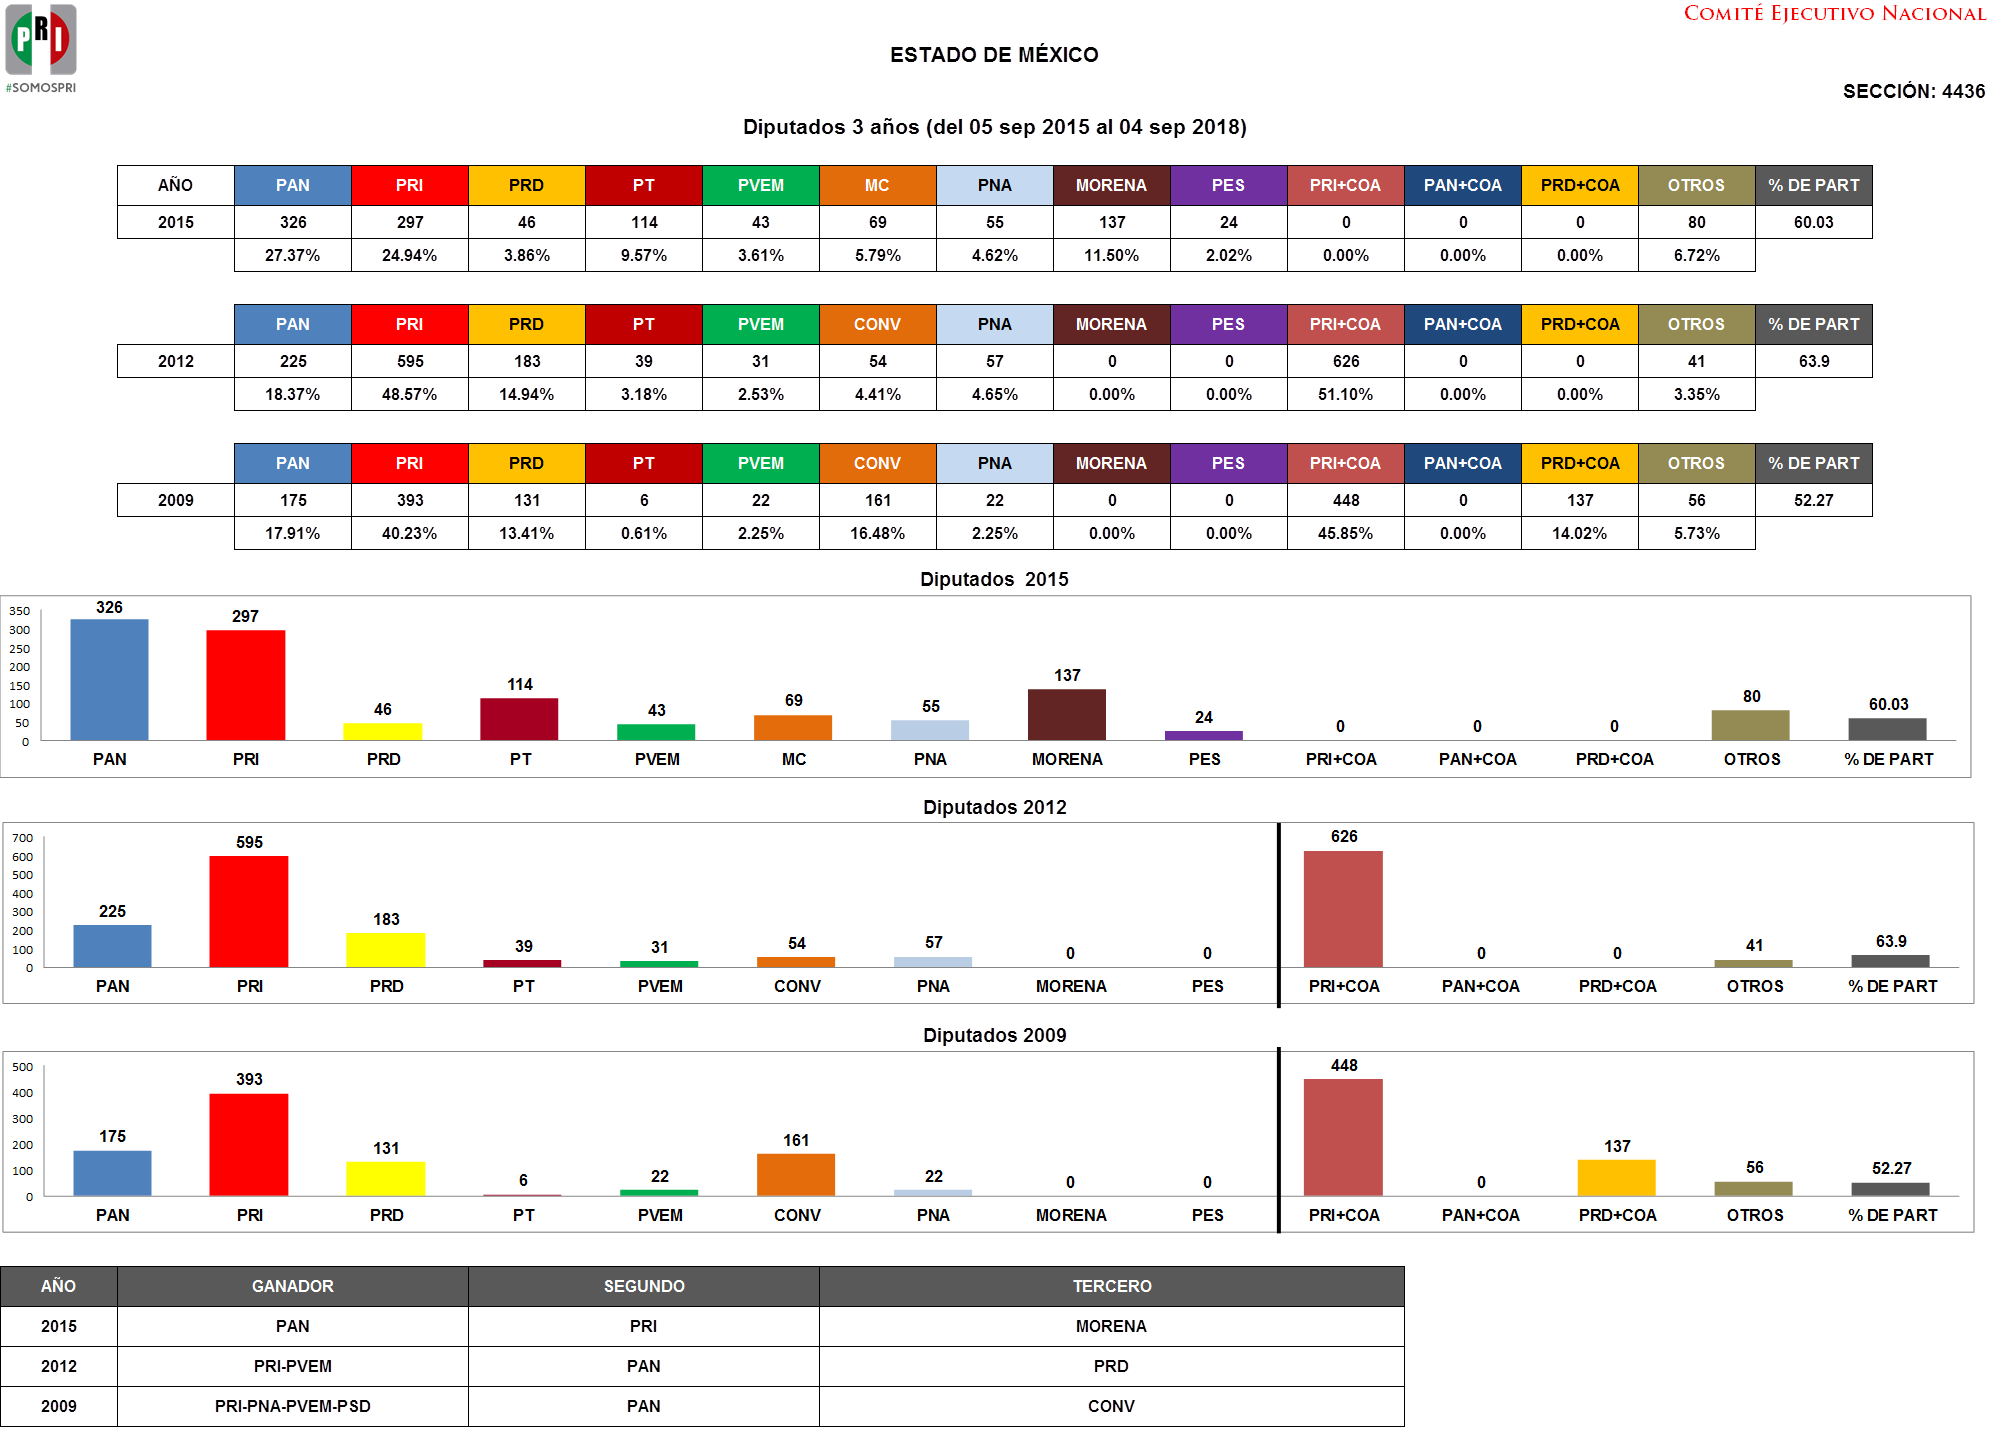 PRI
#SOMOSPRI
COMITÉ EJECUTIVO NACIONAL
ESTADO DE MÉXICO
SECCIÓN: 4436
Diputados 3 años (del 05 sep 2015 al 04 sep 2018)
AÑO PAN PRI PRD PT PVEM MC PNA MORENA PES PRI+COA PAN+COA PRD+COA OTROS % DE PART
2015 326 297 46 114 43 69 55 137 24 0 0 0 80 60.03
27.37% 24.94% 3.86% 9.57% 3.61% 5.79% 4.62% 11.50% 2.02% 0.00% 0.00% 0.00% 6.72%
PAN PRI PRD PT PVEM CONV PNA MORENA PES PRI+COA PAN+COA PRD+COA OTROS % DE PART
2012 225 595 183 39 31 54 57 0 0 626 0 0 41 63.9
18.37% 48.57% 14.94% 3.18% 2.53% 4.41% 4.65% 0.00% 0.00% 51.10% 0.00% 0.00% 3.35%
PAN PRI PRD PT PVEM CONV PNA MORENA PES PRI+COA PAN+COA PRD+COA OTROS % DE PART
2009 175 393 131 6 22 161 22 0 0 448 0 137 56 52.27
17.91% 40.23% 13.41% 0.61% 2.25% 16.48% 2.25% 0.00% 0.00% 45.85% 0.00% 14.02% 5.73%
Diputados 2015
350
300
250
200
150
100
50
0
326 297 46 114 43 69 55 137 24 0 0 0 80 60.03
PAN PRI PRD PT PVEM MC PNA MORENA PES PRI+COA PAN+COA PRD+COA OTROS % DE PART
Diputados 2012
700
600
500
400
300
200
100
0
225 595 183 39 31 54 57 0 0 626 0 0 41 63.9
PAN PRI PRD PT PVEM CONV PNA MORENA PES PRI+COA PAN+COA PRD+COA OTROS % DE PART
Diputados 2009
500
400
300
200
100
0
175 393 131 6 22 161 22 0 0 448 0 137 56 52.27
PAN PRI PRD PT PVEM CONV PNA MORENA PES PRI+COA PAN+COA PRD+COA OTROS % DE PART
AÑO GANADOR SEGUNDO TERCERO
2015 PAN PRI MORENA
2012 PRI-PVEM PAN PRD
2009 PRI-PNA-PVEM-PSD PAN CONV